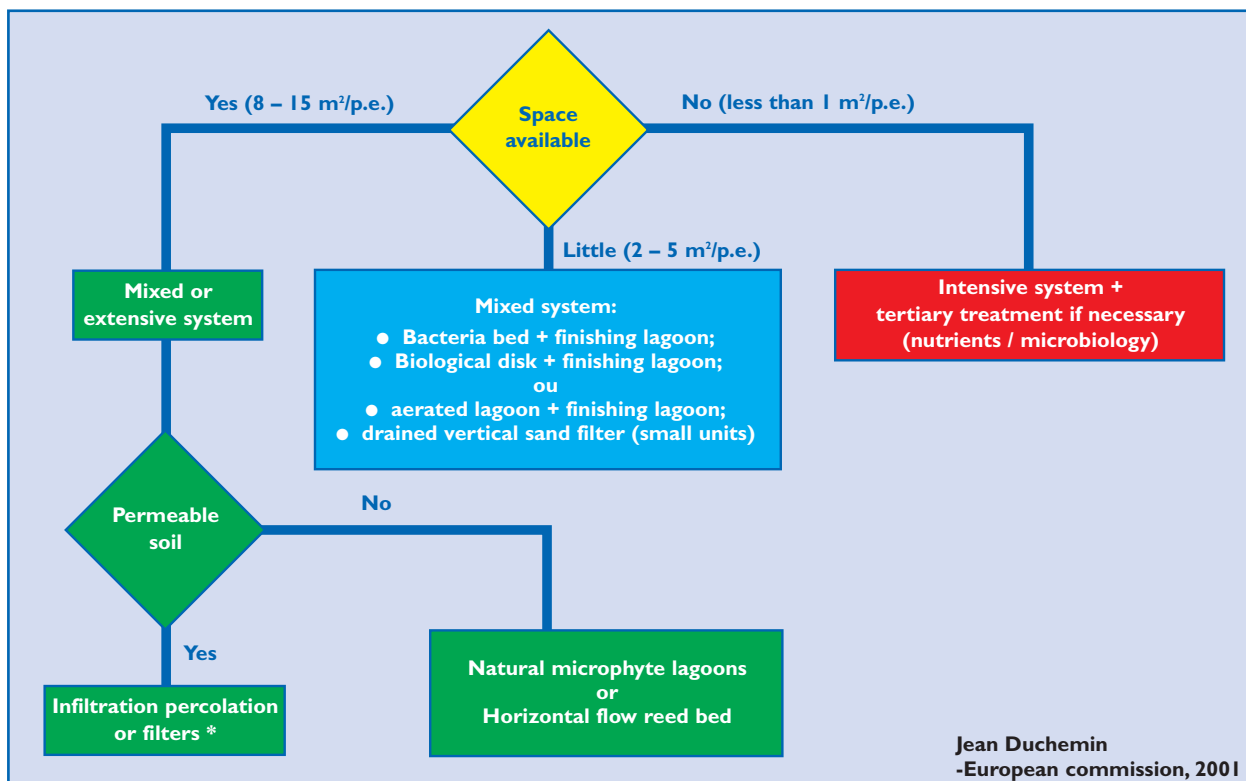 Yes (8 – 15 m²/p.e.)
Space
available
No (less than 1 m²/p.e.)
Little (2 – 5 m²/p.e.)
Mixed or
extensive system
Mixed system:
● Bacteria bed + finishing lagoon;
● Biological disk + finishing lagoon;
ou
● aerated lagoon + finishing lagoon;
● drained vertical sand filter (small units)
Intensive system +
tertiary treatment if necessary
(nutrients / microbiology)
Permeable
soil
No
Yes
Infiltration percolation
or filters *
Natural microphyte lagoons
or
Horizontal flow reed bed
Jean Duchemin
-European commission, 2001